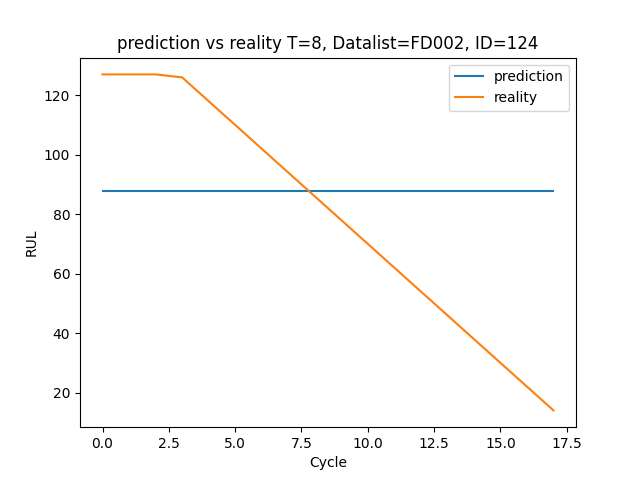 prediction vs reality T=8, Datalist=FD002, ID=124
prediction
reality
RUL
120
100
80
60
40
20
0.0 2.5 5.0 7.5 10.0 12.5 15.0 17.5
Cycle